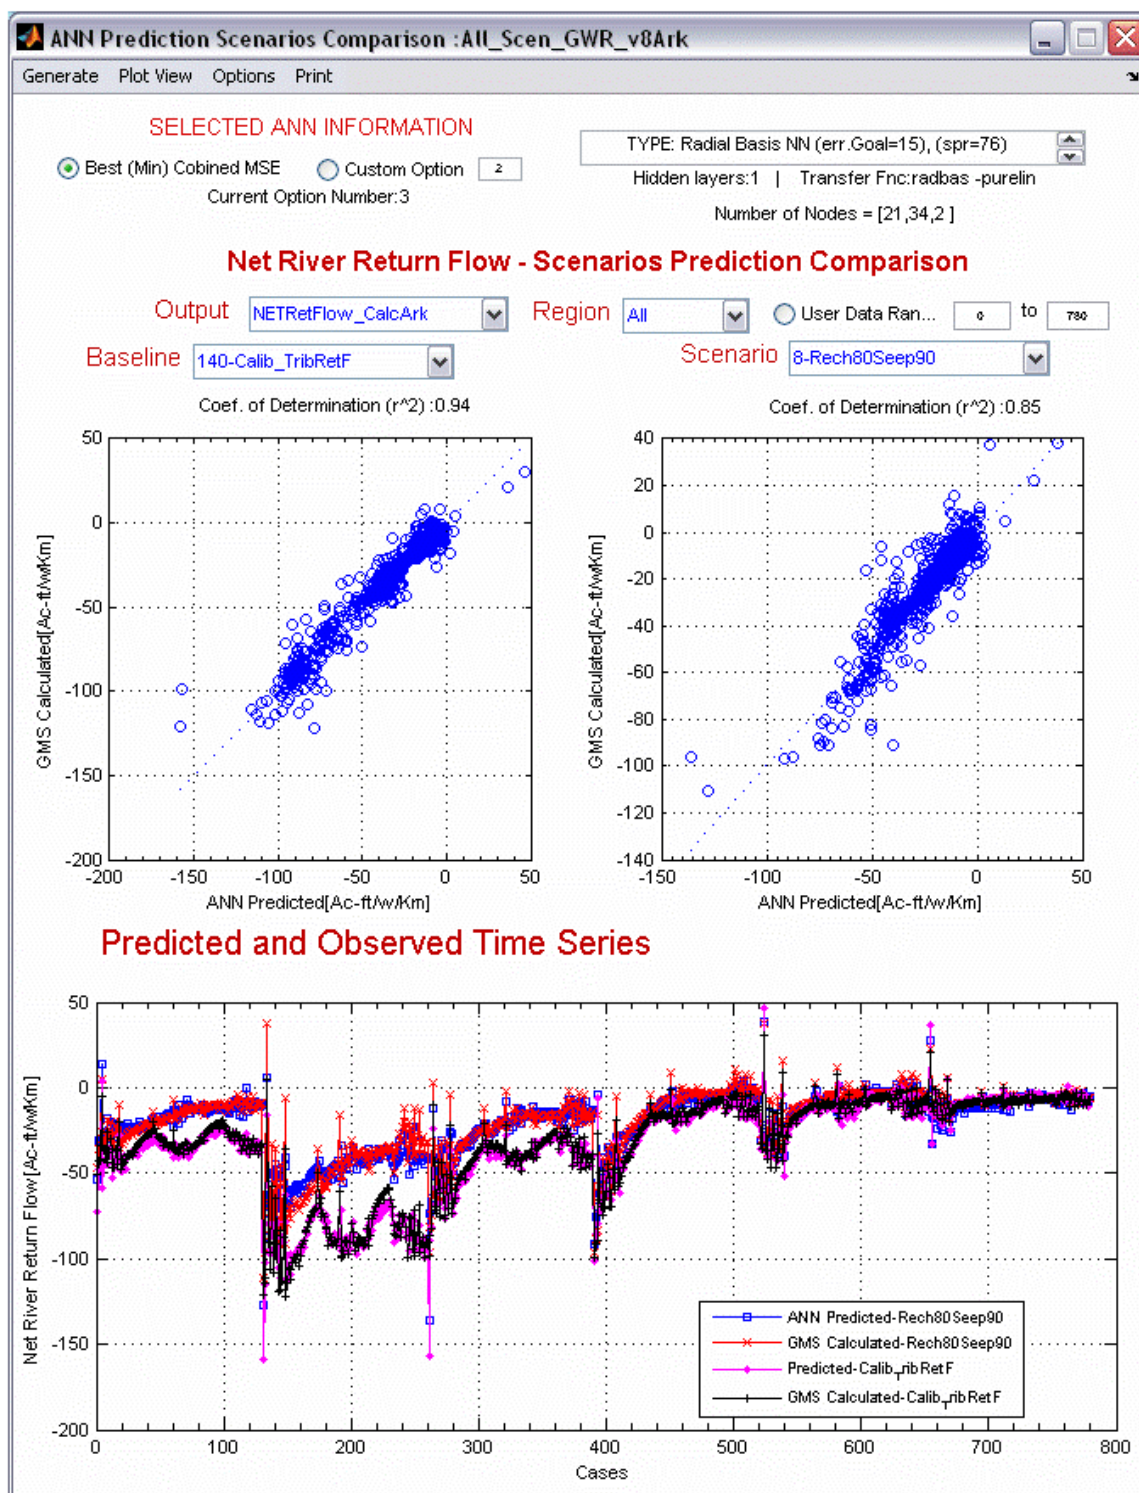 ANN Prediction Scenarios Comparison :All_Scen_GWR_v8Ark
Generate Plot View Options Print
SELECTED ANN INFORMATION
Best (Min) Cobined MSE Custom Option 2
Current Option Number:3
TYPE: Radial Basis NN (err.Goal=15), (spr=76)
Hidden layers:1 | Transfer Fnc:radbas -purelin
Number of Nodes = [21,34,2 ]
Net River Return Flow - Scenarios Prediction Comparison
Output NETRetFlow_CalcArk Region All User Data Ran... 0 to 780
Baseline 140-Calib_TribRetF Scenario 8-Rech80Seep90
Coef. of Determination (r^2) :0.94
Coef. of Determination (r^2) :0.85
GMS Calculated[Ac-ft/wKm]
50
0
-50
-100
-150
-200
-200 -150 -100 -50 0 50
ANN Predicted[Ac-ft/w/Km]
GMS Calculated[Ac-ft/w/Km]
40
20
0
-20
-40
-60
-80
-100
-120
-140
-150 -100 -50 0 50
ANN Predicted[Ac-ft/w/Km]
Predicted and Observed Time Series
Net River Return Flow[Ac-ft/wKm]
50
0
-50
-100
-150
-200
0 100 200 300 400 500 600 700 800
Cases
ANN Predicted-Rech80Seep90
GMS Calculated-Rech80Seep90
Predicted-Calib_TribRetF
GMS Calculated-Calib_TribRetF